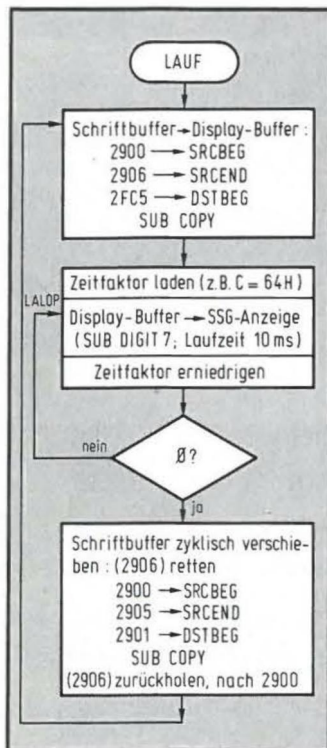 LAUF
Schriftbuffer→Display-Buffer:
2900→SRCBEG
2906→SRCEND
2FC5→DSTBEG
SUB COPY
Zeitfaktor laden (z.B.C = 64H)
LALOP
Display-Buffer → SSG-Anzeige
(SUB DIGIT 7; Laufzeit 10 ms)
Zeitfaktor erniedrigen
nein
Ø?
ja
Schriftbuffer zyklisch verschie-
ben : (2906) retten
2900→SRCBEG
2905→SRCEND
2901→DSTBEG
SUB COPY
(2906) zurückholen, nach 2900